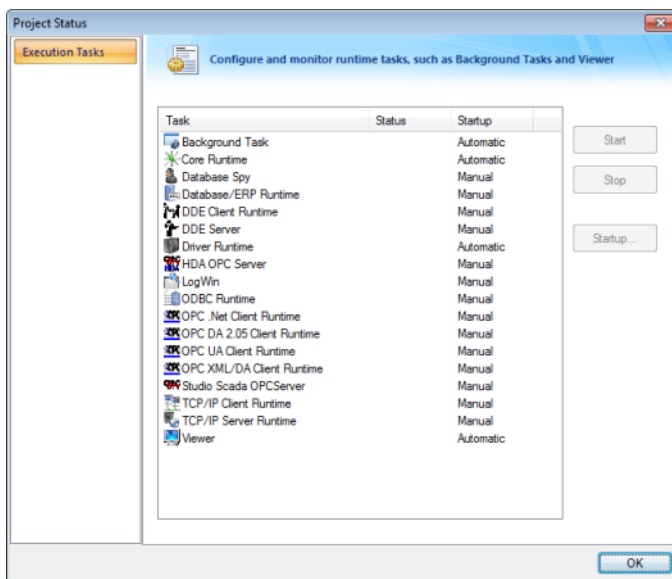 Project Status
Execution Tasks
Configure and monitor runtime tasks, such as Background Tasks and Viewer
Task Status Startup
Background Task Automatic
Core Runtime Automatic
Database Spy Manual
Database/ERP Runtime Manual
DDE Client Runtime Manual
DDE Server Manual
Driver Runtime Automatic
HDA OPC Server Manual
LogWin Manual
ODBC Runtime Manual
OPC .Net Client Runtime Manual
OPC DA 2.05 Client Runtime Manual
OPC UA Client Runtime Manual
OPC XML/DA Client Runtime Manual
Studio Scada OPCServer Manual
TCP/IP Client Runtime Manual
TCP/IP Server Runtime Manual
Viewer Automatic
Start
Stop
Startup...
OK